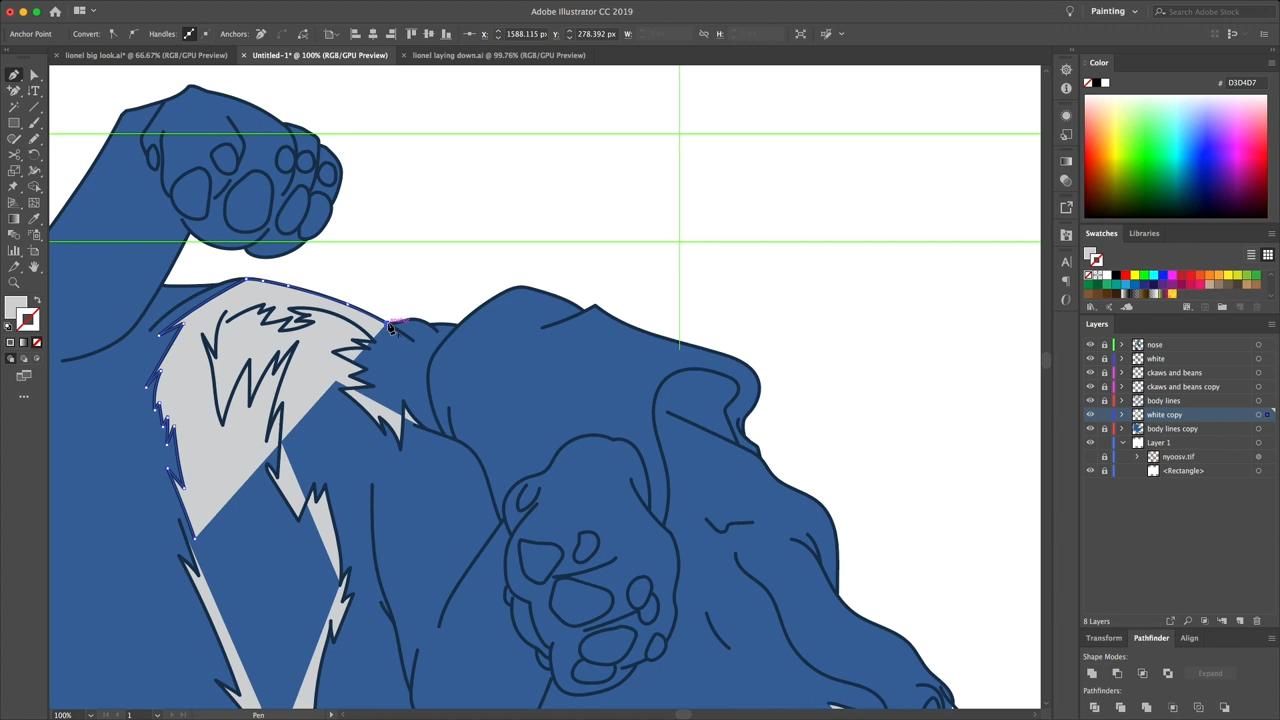 Adobe Illustrator CC 2019
Painting
Search Adobe Stock
Anchor Point
Convert:
Handles:
Anchors:
X: 1588.115 px
Y: 278.392 px
W:
H:
lionel big look.ai* @ 66.67% (RGB/GPU Preview)
Untitled-1* @ 100% (RGB/GPU Preview)
lionel laying down.ai @ 99.76% (RGB/GPU Preview)
Color
# D3D4D7
Swatches
Libraries
Layers
nose
white
ckaws and beans
ckaws and beans copy
body lines
white copy
body lines copy
Layer 1
nyoosv.tif
<Rectangle>
8 Layers
Transform
Pathfinder
Align
Shape Modes:
Expand
Pathfinders:
100%
1
Pen